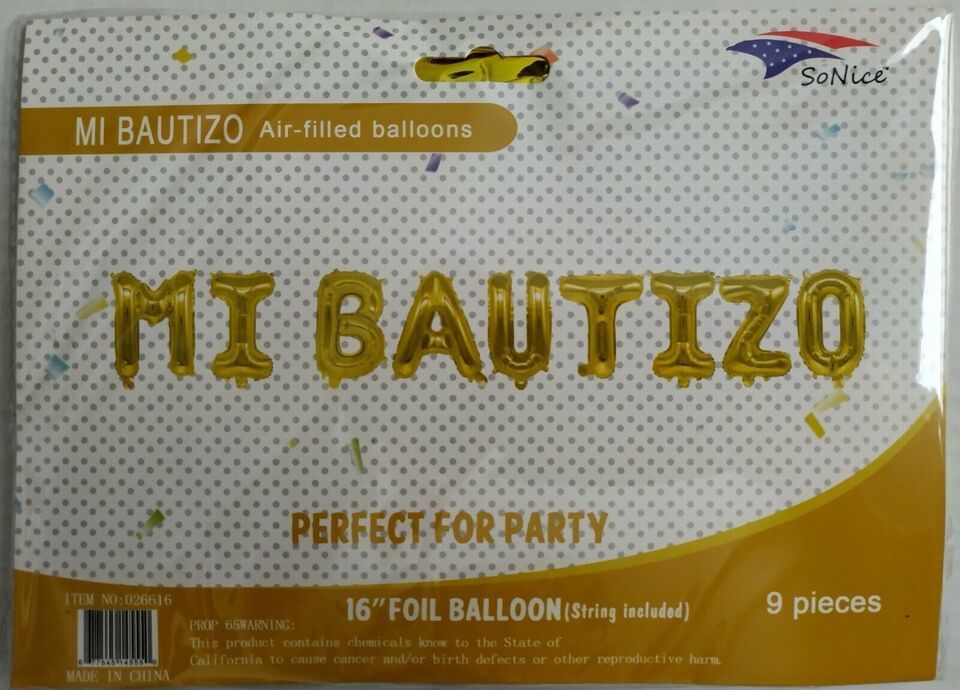 SoNice
MI BAUTIZO Air-filled balloons
MI BAUTIZO
PERFECT FOR PARTY
ITEM NO:026616
16”FOIL BALLOON(String included)
9 pieces
PROP 65WARNING:
This product contains chemicals know to the State of
California to cause cancer and/or birth defects or other reproductive harm.
MADE IN CHINA